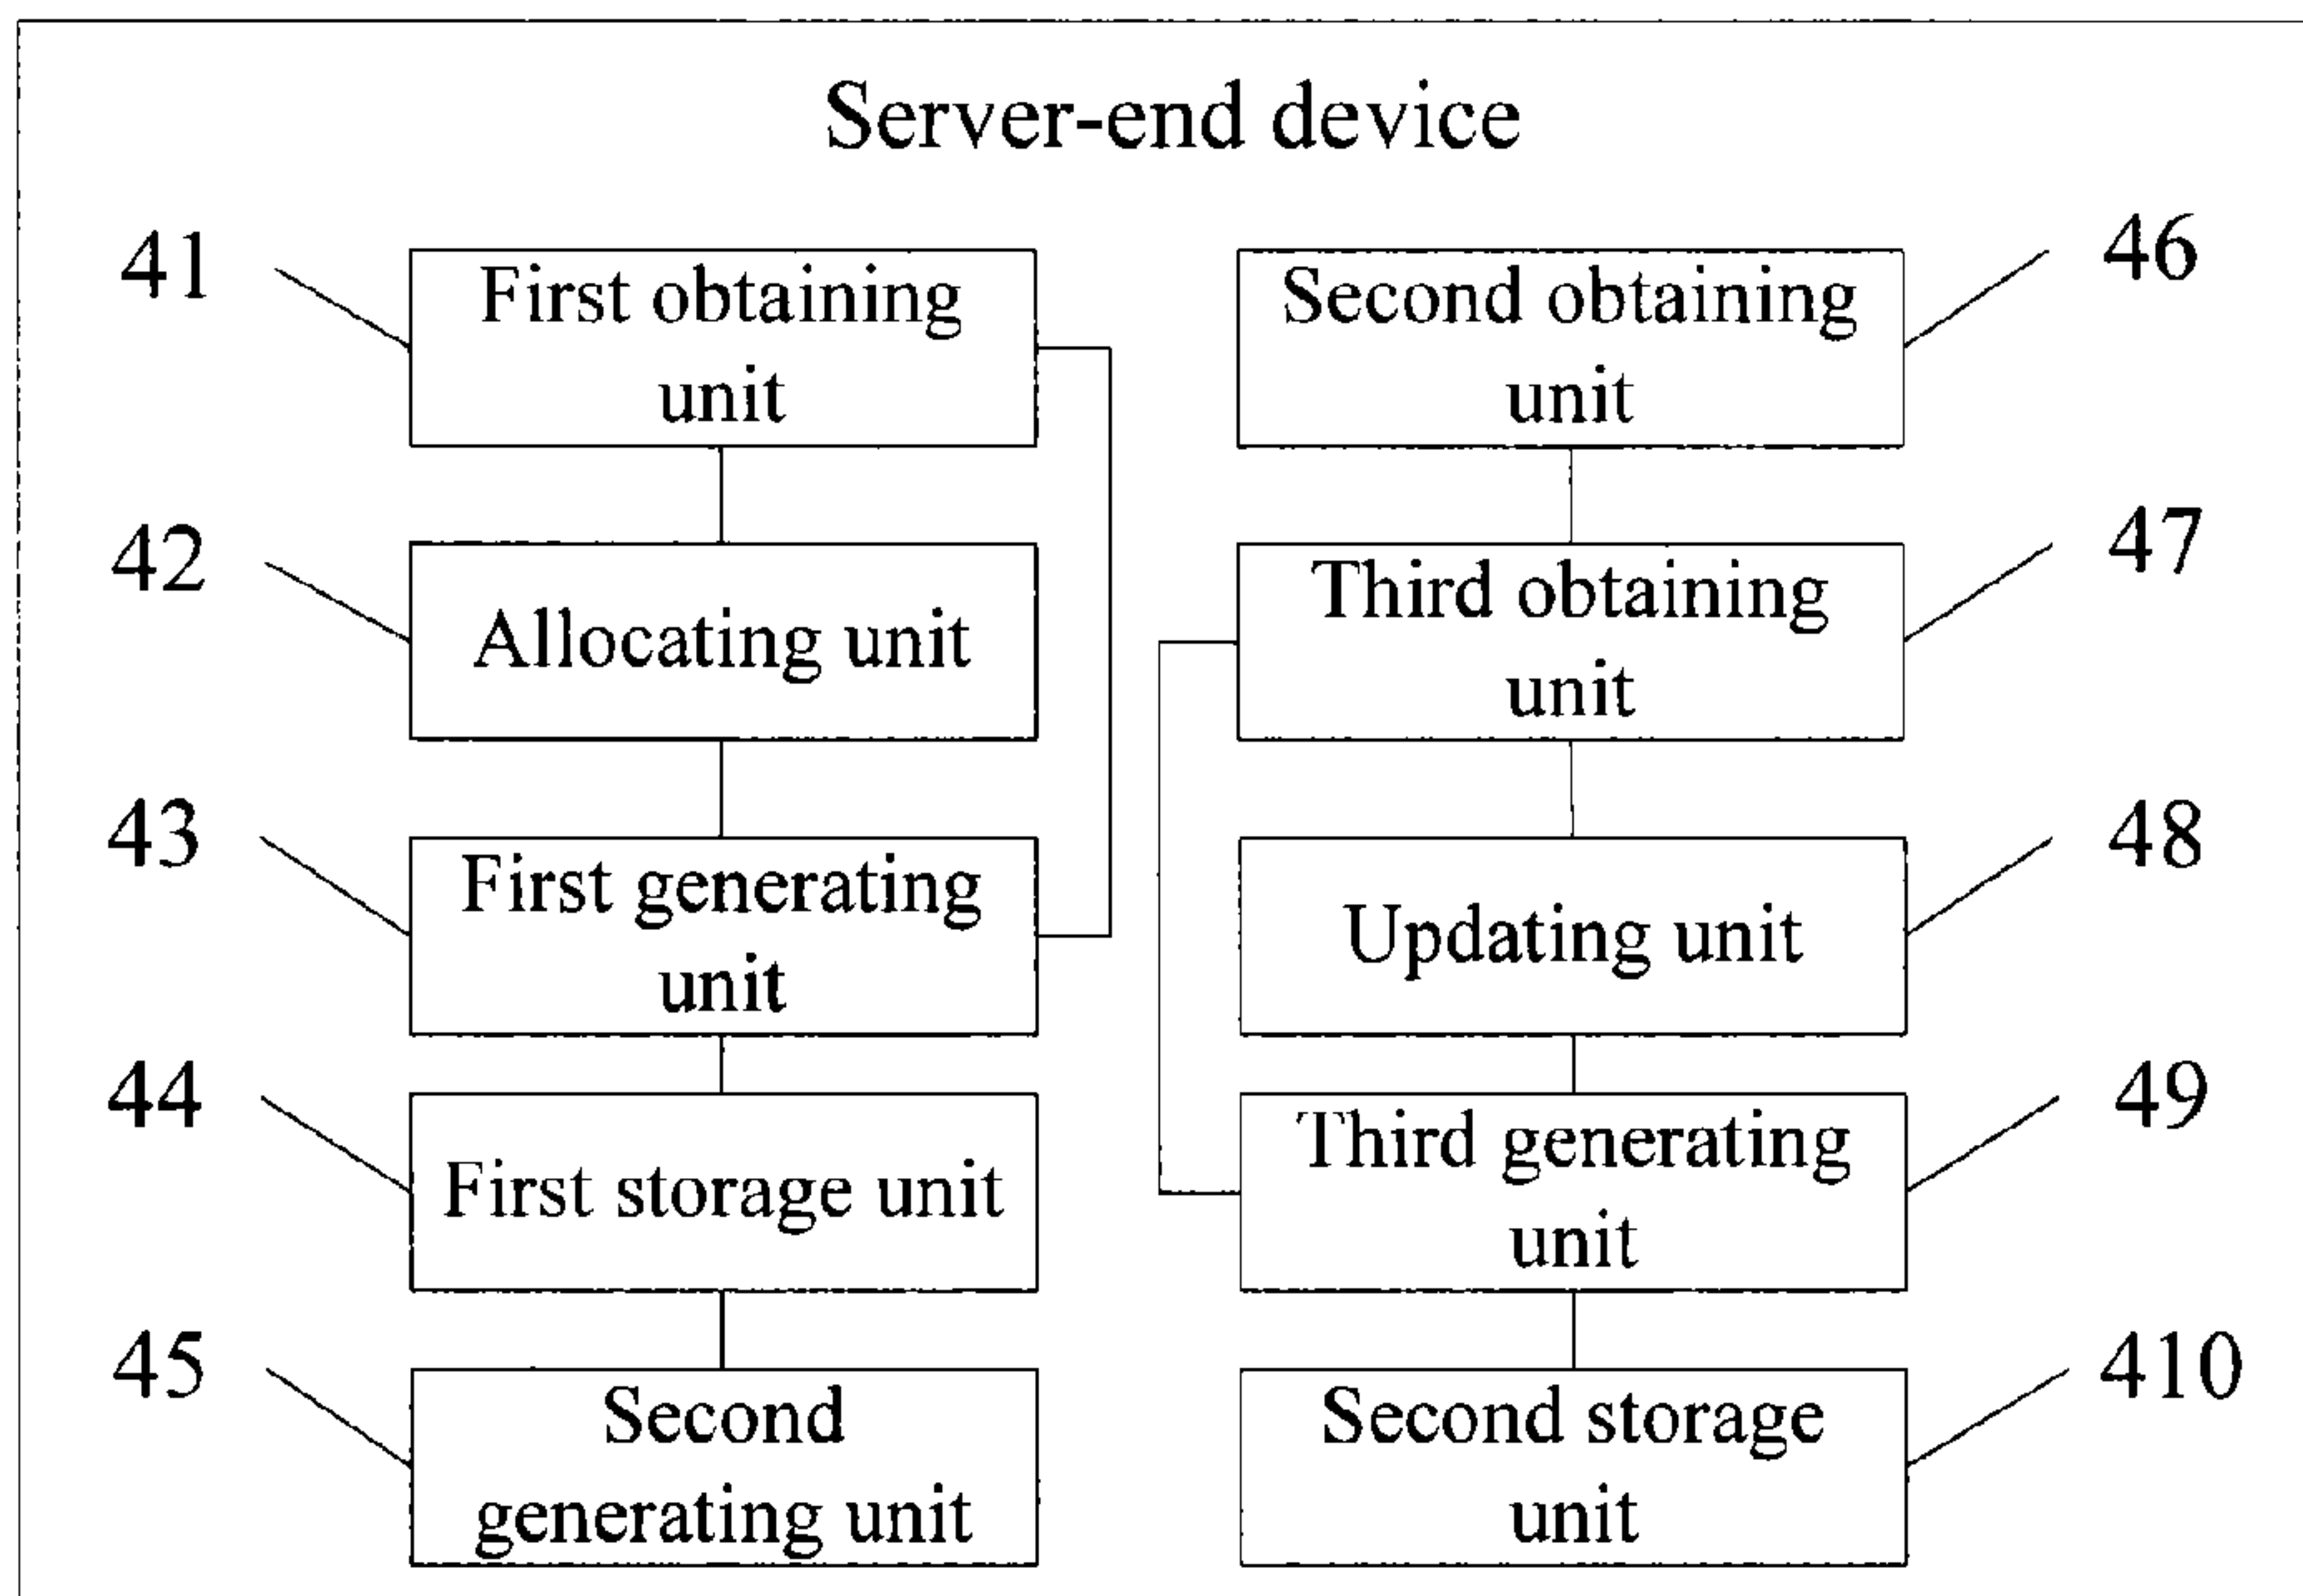 Server-end device
41
First obtaining
unit
42
Allocating unit
43
First generating
unit
44
First storage unit
45
Second
generating unit
46
Second obtaining
unit
47
Third obtaining
unit
48
Updating unit
49
Third generating
unit
410
Second storage
unit